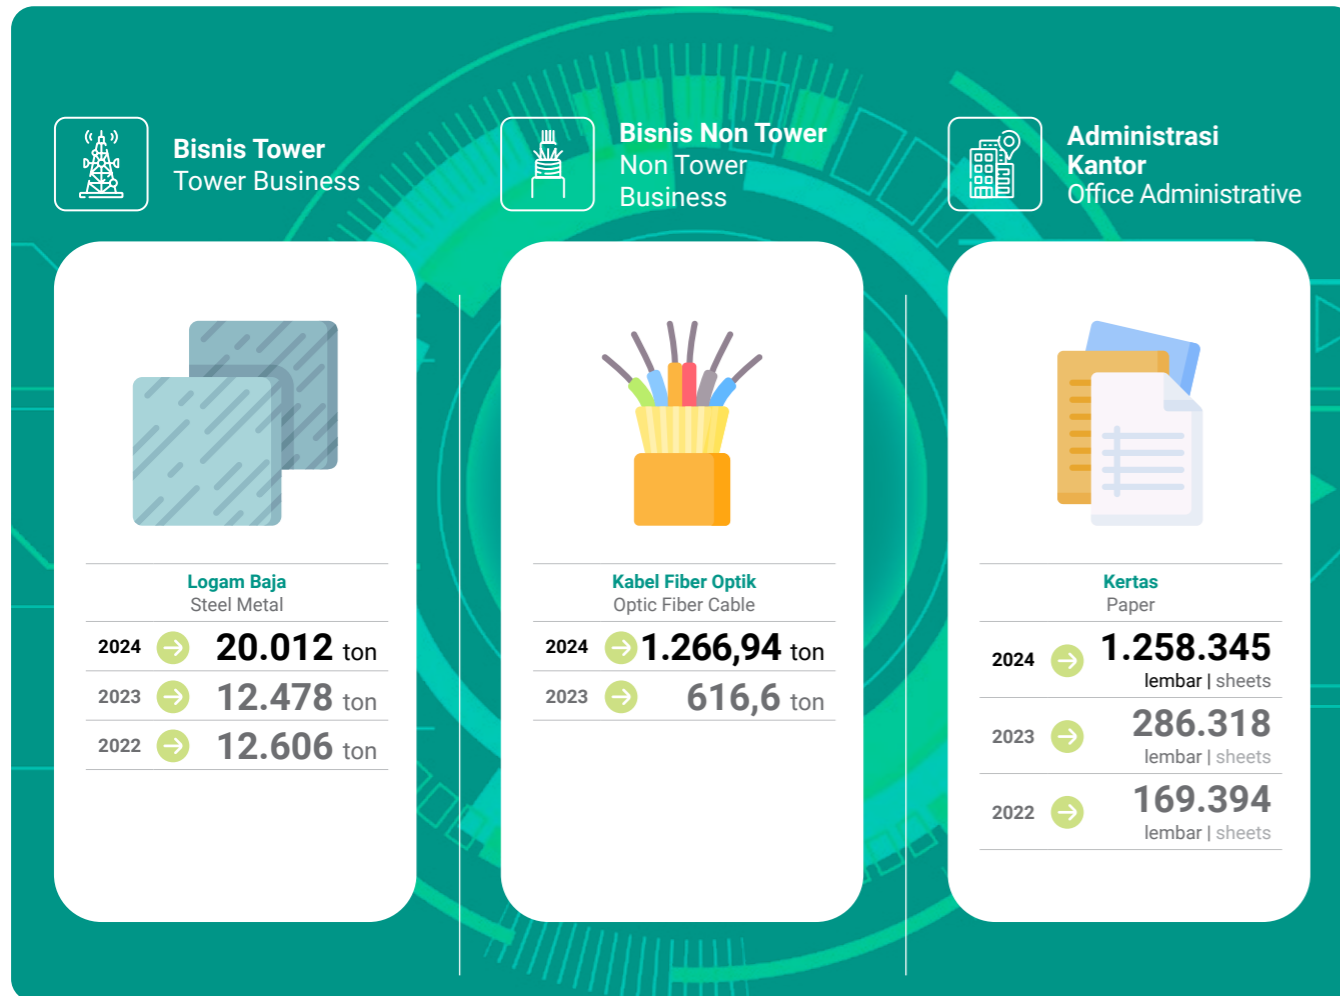 Bisnis Tower
Tower Business
Bisnis Non Tower
Non Tower
Business
Administrasi
Kantor
Office Administrative
Logam Baja
Steel Metal
2024 20.012 ton
2023 12.478 ton
2022 12.606 ton
Kabel Fiber Optik
Optic Fiber Cable
2024 1.266,94 ton
2023 616,6 ton
Kertas
Paper
2024 1.258.345
lembar | sheets
2023 286.318
lembar | sheets
2022 169.394
lembar | sheets